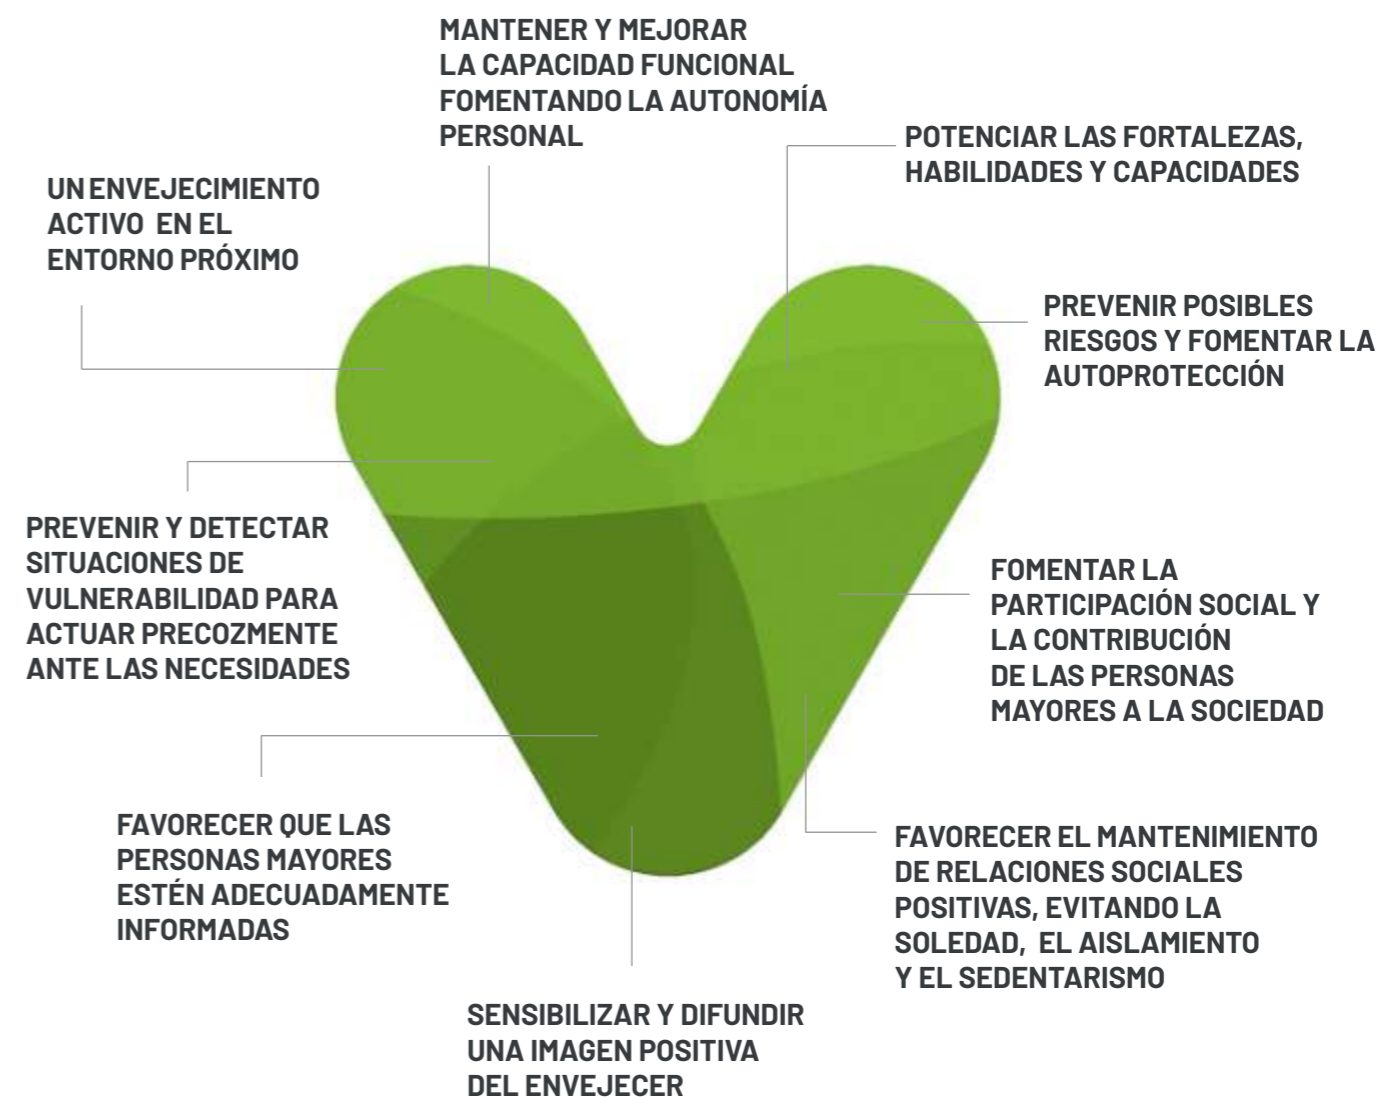 MANTENER Y MEJORAR
LA CAPACIDAD FUNCIONAL
FOMENTANDO LA AUTONOMÍA
PERSONAL
POTENCIAR LAS FORTALEZAS,
HABILIDADES Y CAPACIDADES
UN ENVEJECIMIENTO
ACTIVO EN EL
ENTORNO PRÓXIMO
PREVENIR POSIBLES
RIESGOS Y FOMENTAR LA
AUTOPROTECCIÓN
PREVENIR Y DETECTAR
SITUACIONES DE
VULNERABILIDAD PARA
ACTUAR PRECOZMENTE
ANTE LAS NECESIDADES
FOMENTAR LA
PARTICIPACIÓN SOCIAL Y
LA CONTRIBUCIÓN
DE LAS PERSONAS
MAYORES A LA SOCIEDAD
FAVORECER QUE LAS
PERSONAS MAYORES
ESTÉN ADECUADAMENTE
INFORMADAS
FAVORECER EL MANTENIMIENTO
DE RELACIONES SOCIALES
POSITIVAS, EVITANDO LA
SOLEDAD, EL AISLAMIENTO
Y EL SEDENTARISMO
SENSIBILIZAR Y DIFUNDIR
UNA IMAGEN POSITIVA
DEL ENVEJECER